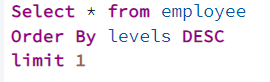 Select * from employee
Order By levels DESC
limit 1